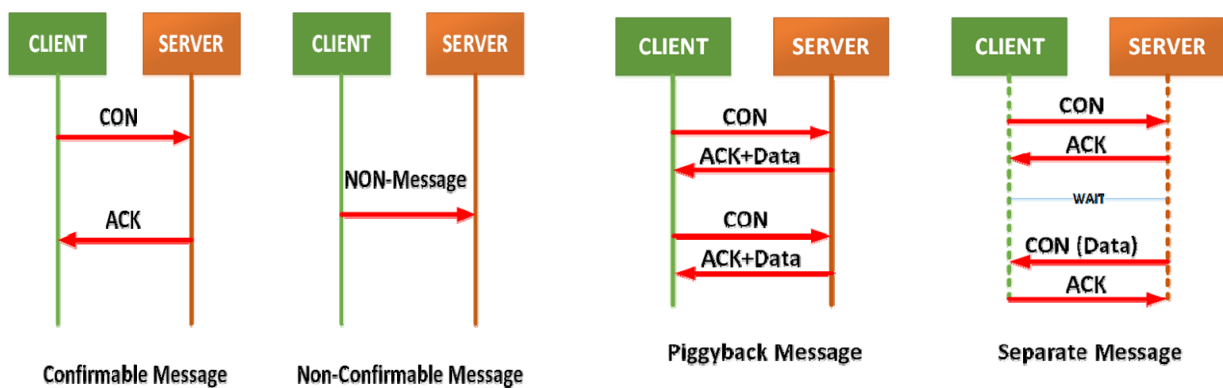 CLIENT
SERVER
CON
ACK
Confirmable Message
CLIENT
SERVER
NON-Message
Non-Confirmable Message
CLIENT
SERVER
CON
ACK+Data
CON
ACK+Data
Piggyback Message
CLIENT
SERVER
CON
ACK
WAIT
CON (Data)
ACK
Separate Message